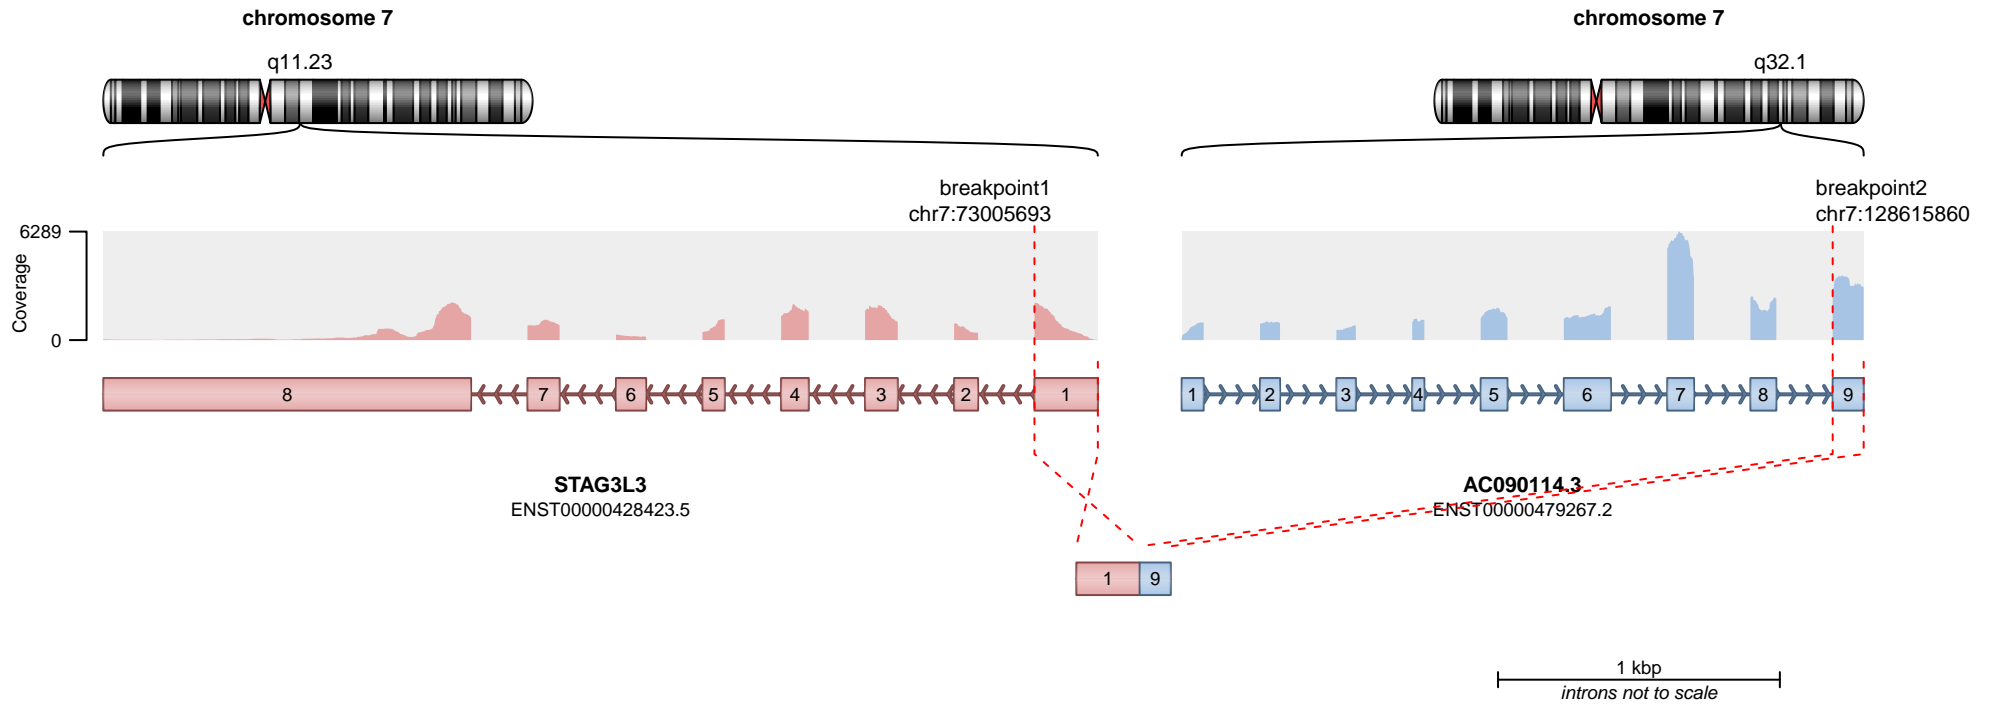 chromosome 7
chromosome 7
q11.23
q32.1
breakpoint1
chr7:73005693
breakpoint2
chr7:128615860
6289
Coverage
0
8 7 6 5 4 3 2 1
1 2 3 4 5 6 7 8 9
STAG3L3
ENST00000428423.5
AC090114.3
ENST00000479267.2
1 9
1 kbp
introns not to scale